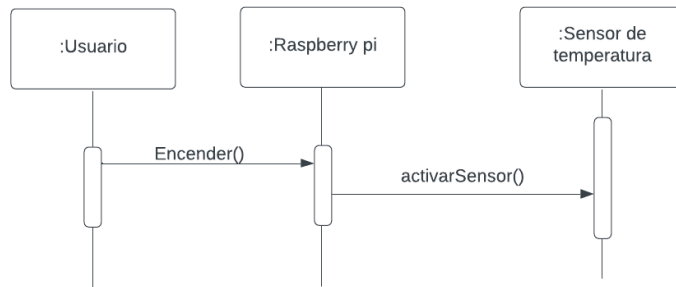 :Usuario
:Raspberry pi
:Sensor de
temperatura
Encender()
activarSensor()